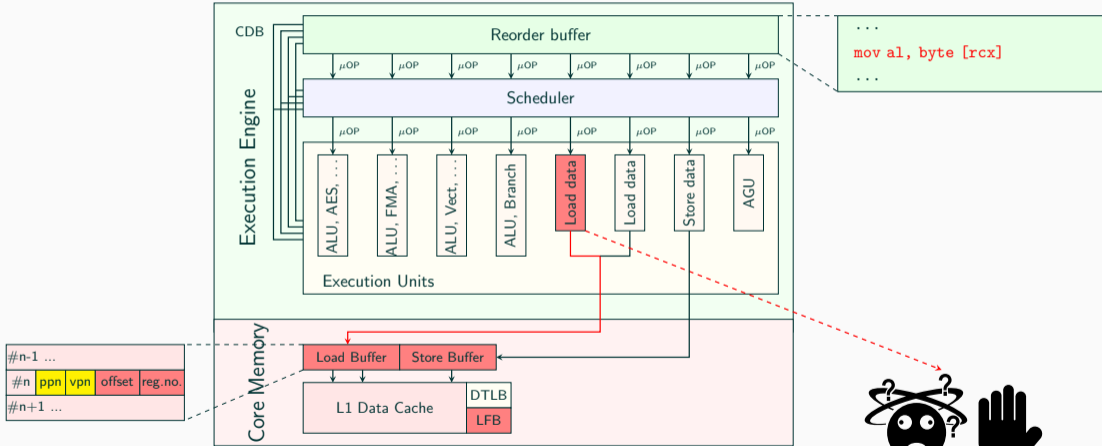 CDB
Reorder buffer
...
mov al, byte [rcx]
...
μOP μOP μOP μOP μOP μOP μOP μOP
Scheduler
μOP μOP μOP μOP μOP μOP μOP μOP
Execution Engine
ALU, AES, ...
ALU, FMA, ...
ALU, Vect, ...
ALU, Branch
Load data
Load data
Store data
AGU
Execution Units
Core Memory
Load Buffer
Store Buffer
L1 Data Cache
DTLB
LFB
#n-1 ...
#n ppn vpn offset reg.no.
#n+1 ...
? ? ?